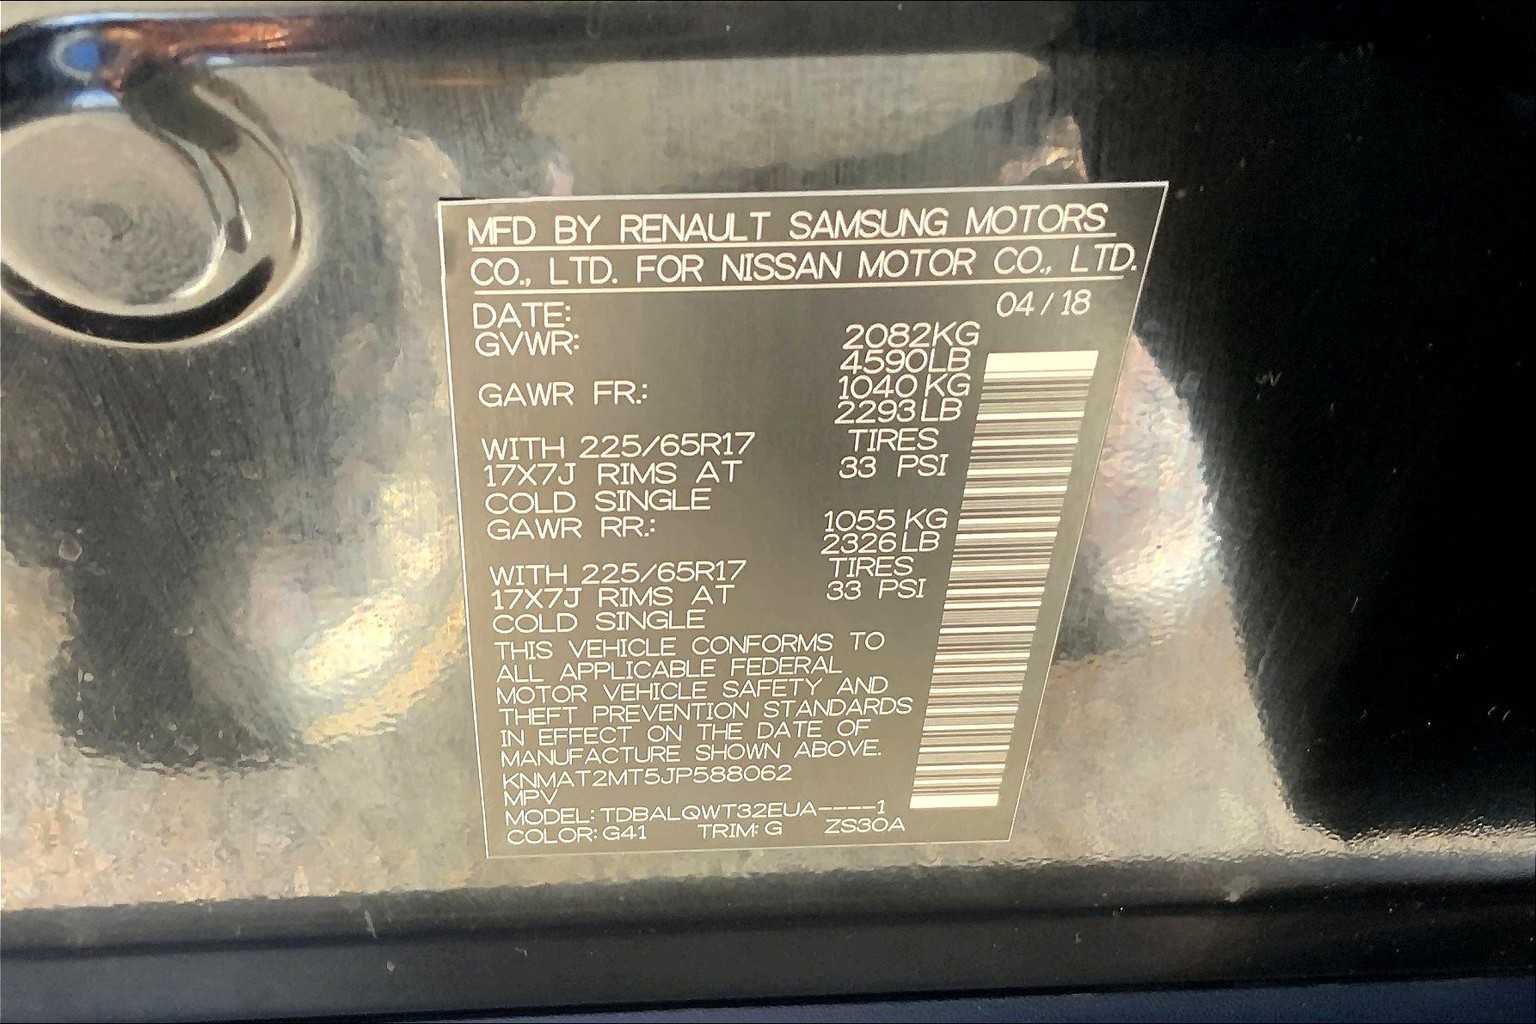 MFD BY RENAULT SAMSUNG MOTORS
CO., LTD. FOR NISSAN MOTOR CO., LTD.
DATE: 04 / 18
GVWR: 2082KG
4590LB
GAWR FR.: 1040 KG
2293LB
WITH 225/65R17 TIRES
17X7J RIMS AT 33 PSI
COLD SINGLE
GAWR RR.: 1055 KG
2326LB
WITH 225/65R17 TIRES
17X7J RIMS AT 33 PSI
COLD SINGLE
THIS VEHICLE CONFORMS TO
ALL APPLICABLE FEDERAL
MOTOR VEHICLE SAFETY AND
THEFT PREVENTION STANDARDS
IN EFFECT ON THE DATE OF
MANUFACTURE SHOWN ABOVE.
KNMAT2MT5JP588062
MPV
MODEL: TDBALQWT32EUA----1
COLOR: G41 TRIM: G ZS30A